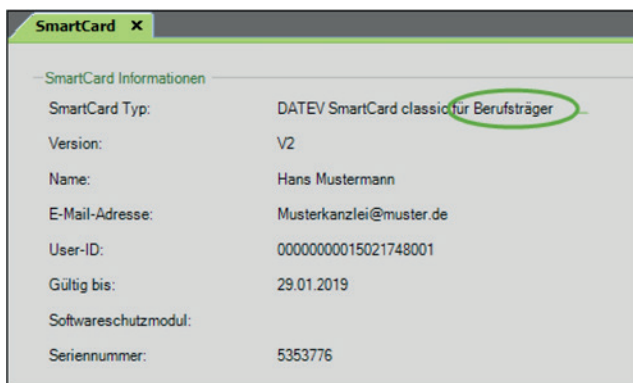 SmartCard X
SmartCard Informationen
SmartCard Typ: DATEV SmartCard classic für Berufsträger
Version: V2
Name: Hans Mustermann
E-Mail-Adresse: Musterkanzlei@muster.de
User-ID: 00000000015021748001
Gültig bis: 29.01.2019
Softwareschutzmodul:
Seriennummer: 5353776